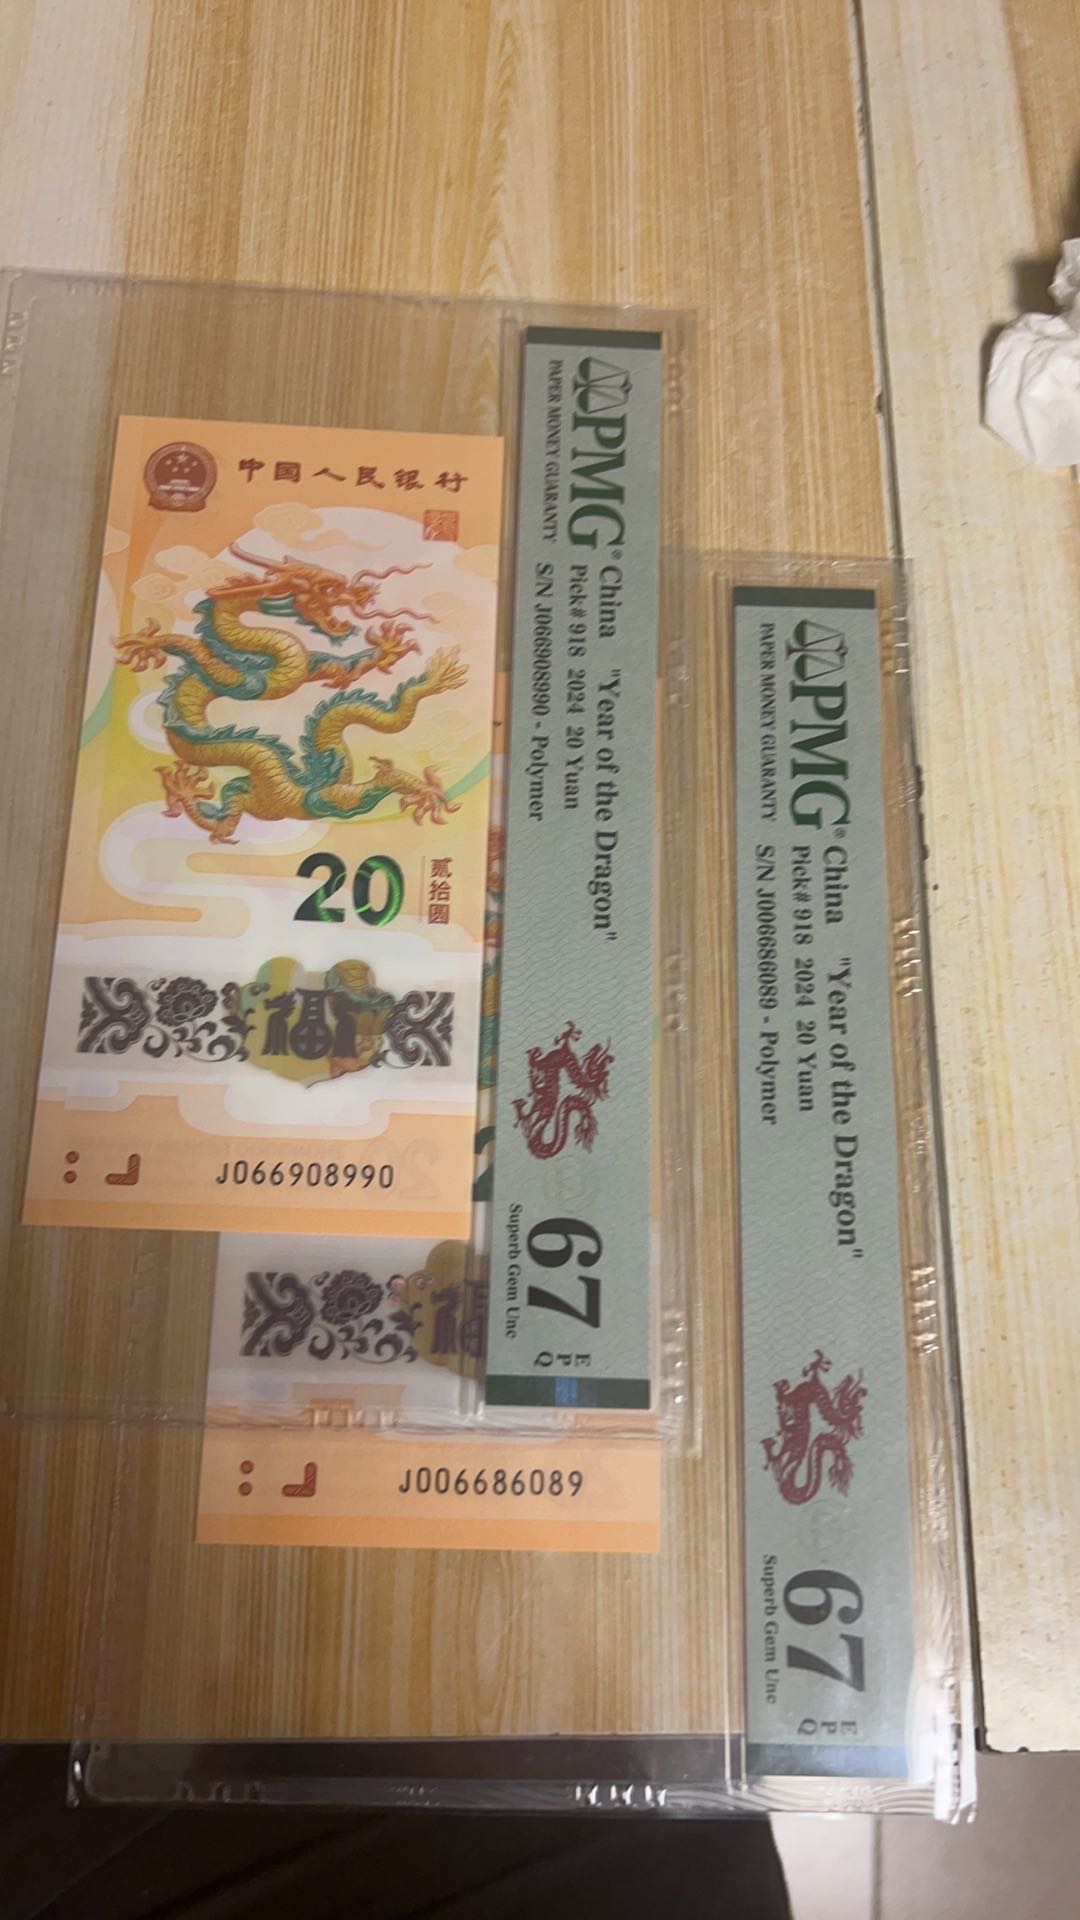 中国人民银行
20
贰拾圆
J066908990
PMG®
PAPER MONEY GUARANTY
China "Year of the Dragon"
Pick# 918 2024 20 Yuan
S/N J066908990 - Polymer
67 EPQ
Superb Gem Unc
J006686089
PMG®
PAPER MONEY GUARANTY
China "Year of the Dragon"
Pick# 918 2024 20 Yuan
S/N J006686089 - Polymer
67 EPQ
Superb Gem Unc